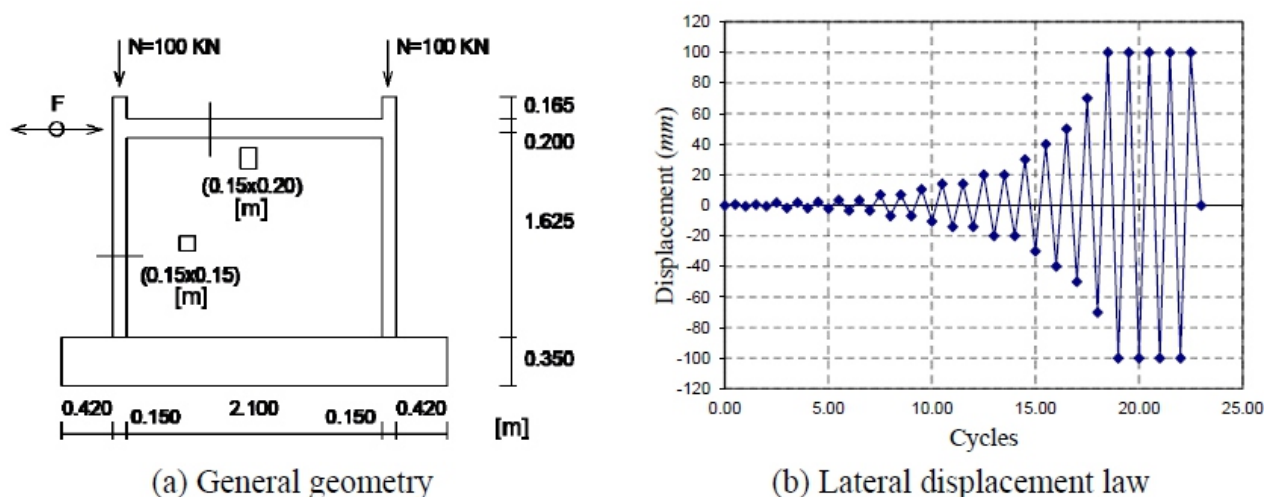 N=100 KN
N=100 KN
F
0.165
0.200
(0.15x0.20)
[m]
1.625
(0.15x0.15)
[m]
0.350
0.420
0.150
2.100
0.150
0.420
[m]
(a) General geometry
120
100
80
60
40
20
0
-20
-40
-60
-80
-100
-120
Displacement (mm)
0.00
5.00
10.00
15.00
20.00
25.00
Cycles
(b) Lateral displacement law